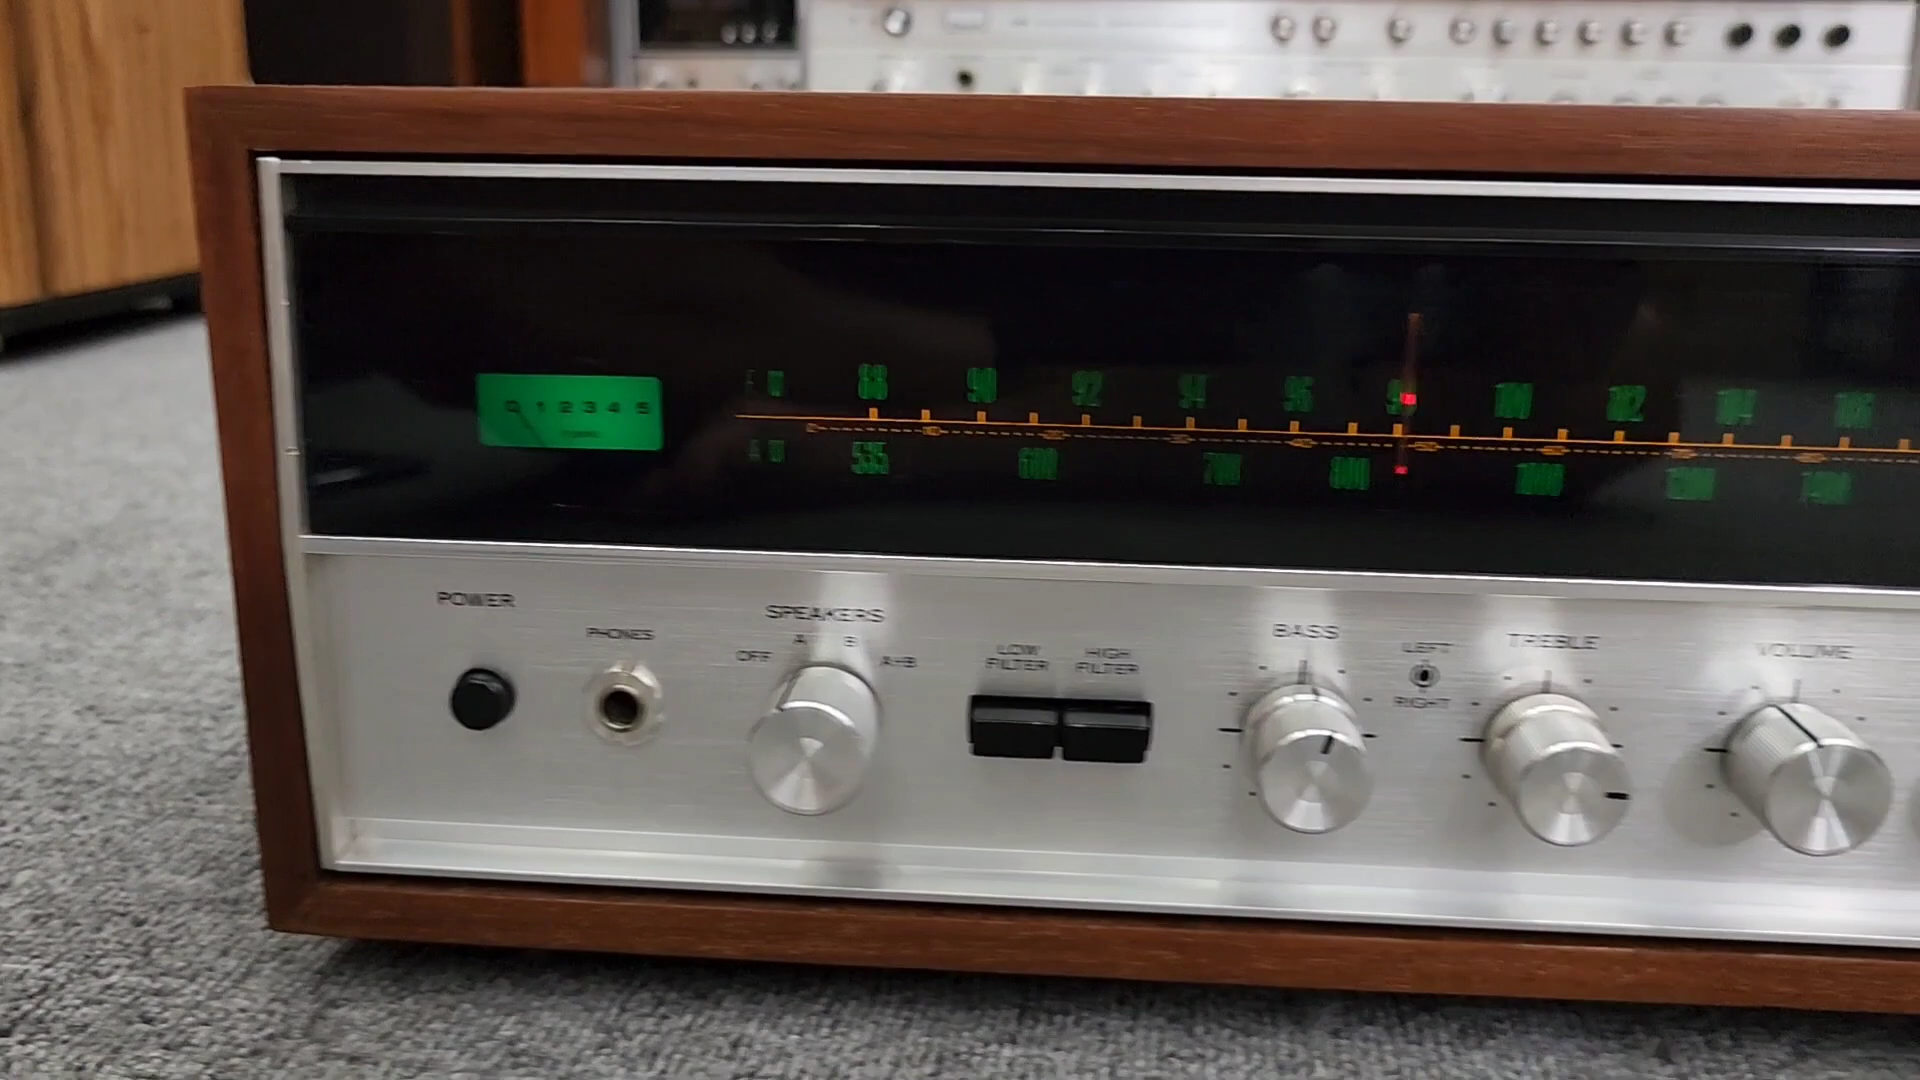 0 1 2 3 4 5
FM 88 90 92 94 96 98 100 102 104 106
AM 535 600 700 800 1000 1200 1400
POWER
PHONES
SPEAKERS
OFF A B A+B
LOW FILTER
HIGH FILTER
BASS
LEFT
RIGHT
TREBLE
VOLUME